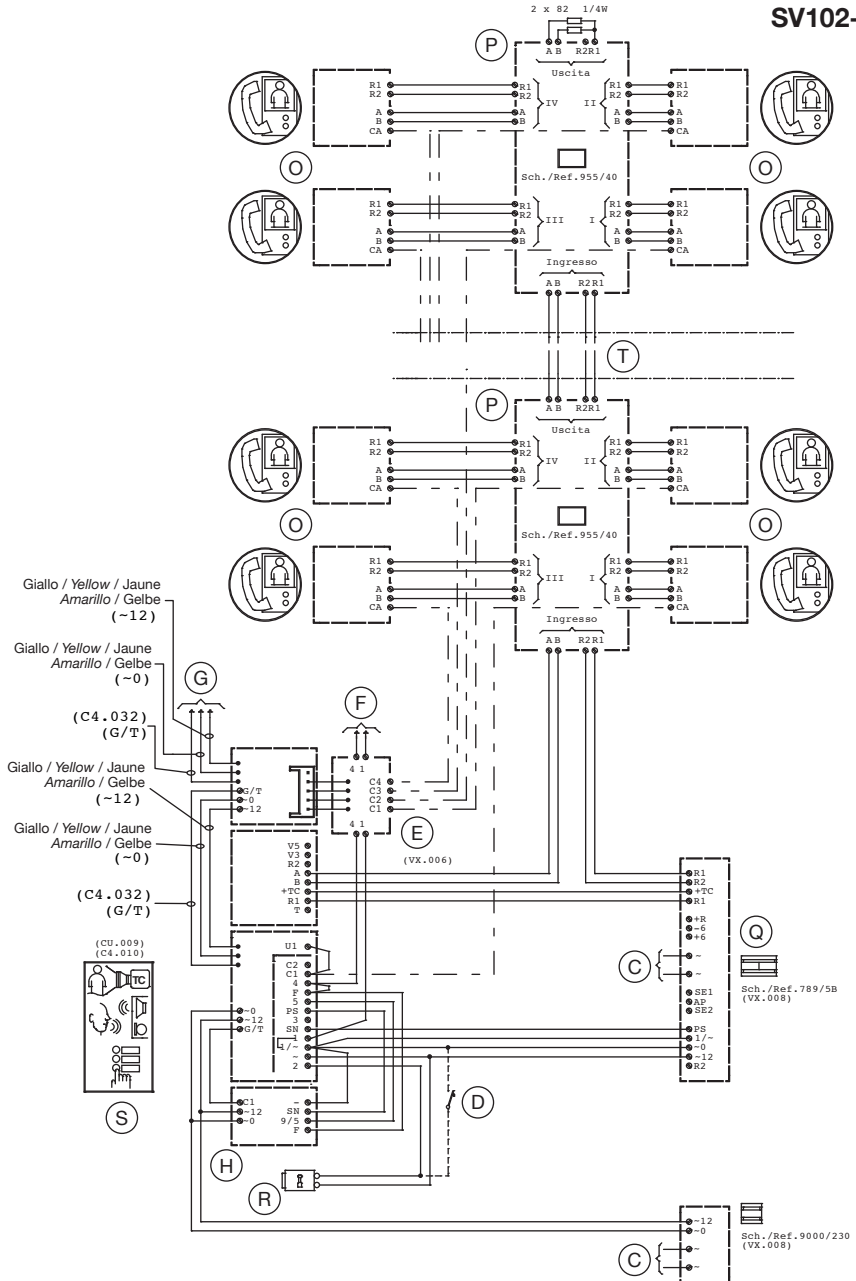 2 x 82 1/4W
SV102-
P
A B R2R1
Uscita
R1 R1 IV II R1 R1
R2 R2 R2 R2
A A A A
B B B B
CA CA
O O
Sch./Ref.955/40
R1 R1 III I R1 R1
R2 R2 R2 R2
A A A A
B B B B
CA CA
Ingresso
A B R2 R1
T
P
A B R2R1
Uscita
R1 R1 IV II R1 R1
R2 R2 R2 R2
A A A A
B B B B
CA CA
O O
Sch./Ref.955/40
R1 R1 III I R1 R1
R2 R2 R2 R2
A A A A
B B B B
CA CA
Ingresso
A B R2 R1
Giallo / Yellow / Jaune
Amarillo / Gelbe
(~12)
Giallo / Yellow / Jaune
Amarillo / Gelbe
(~0)
(C4.032)
(G/T)
Giallo / Yellow / Jaune
Amarillo / Gelbe
(~12)
Giallo / Yellow / Jaune
Amarillo / Gelbe
(~0)
(C4.032)
(G/T)
G
F
4 1
C4
C3
C2
C1
4 1
E
(VX.006)
G/T
~0
~12
V5
V3
R2
A
B
+TC
R1
T
R1
R2
+TC
R1
+R
-6
+6
~
~
SE1
AP
SE2
PS
1/~
~0
~12
R2
Q
C
Sch./Ref.789/5B
(VX.008)
(CU.009)
(C4.010)
TC
S
U1
C2
C1
4
F
5
PS
3
SN
1
1/~
~
2
~0
~12
G/T
C1
~12
~0
-
SN
9/5
F
H
R
D
~12
~0
~
~
C
Sch./Ref.9000/230
(VX.008)